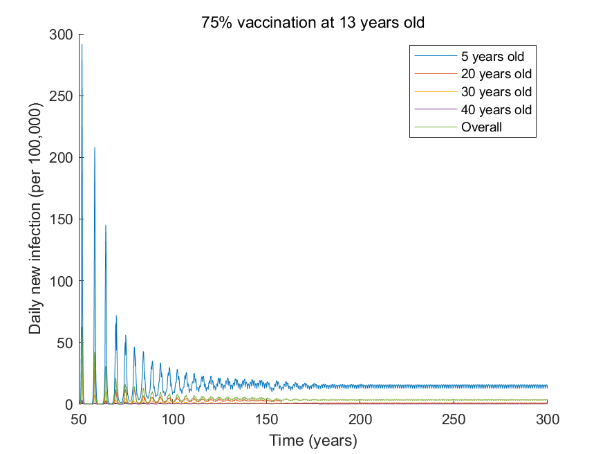 75% vaccination at 13 years old
300
250
200
150
100
50
0
Daily new infection (per 100,000)
5 years old
20 years old
30 years old
40 years old
Overall
50 100 150 200 250 300
Time (years)